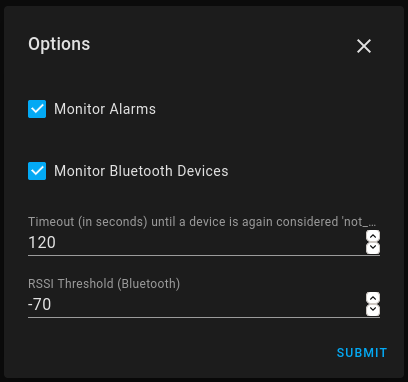 Options
Monitor Alarms
Monitor Bluetooth Devices
Timeout (in seconds) until a device is again considered 'not_...
120
RSSI Threshold (Bluetooth)
-70
SUBMIT